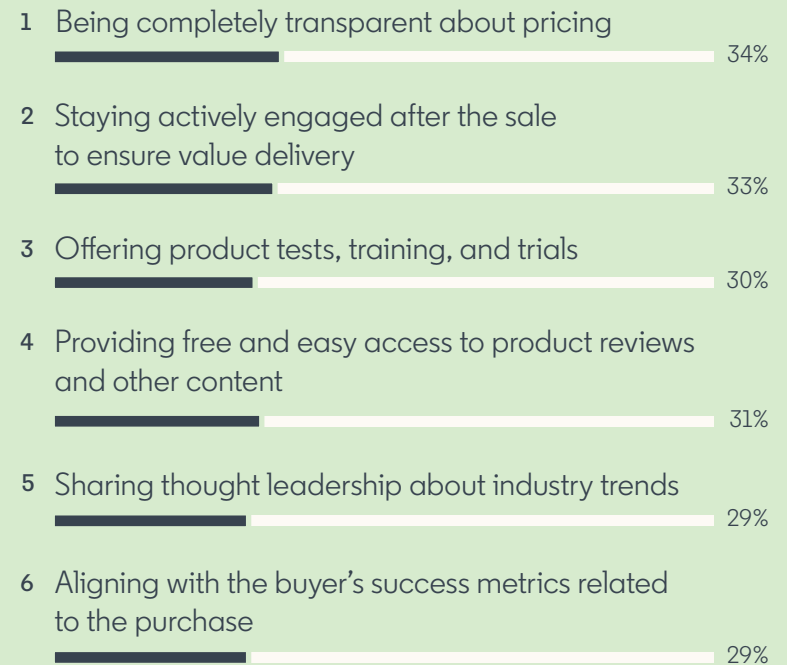 1 Being completely transparent about pricing
34%
2 Staying actively engaged after the sale
to ensure value delivery
33%
3 Offering product tests, training, and trials
30%
4 Providing free and easy access to product reviews
and other content
31%
5 Sharing thought leadership about industry trends
29%
6 Aligning with the buyer’s success metrics related
to the purchase
29%